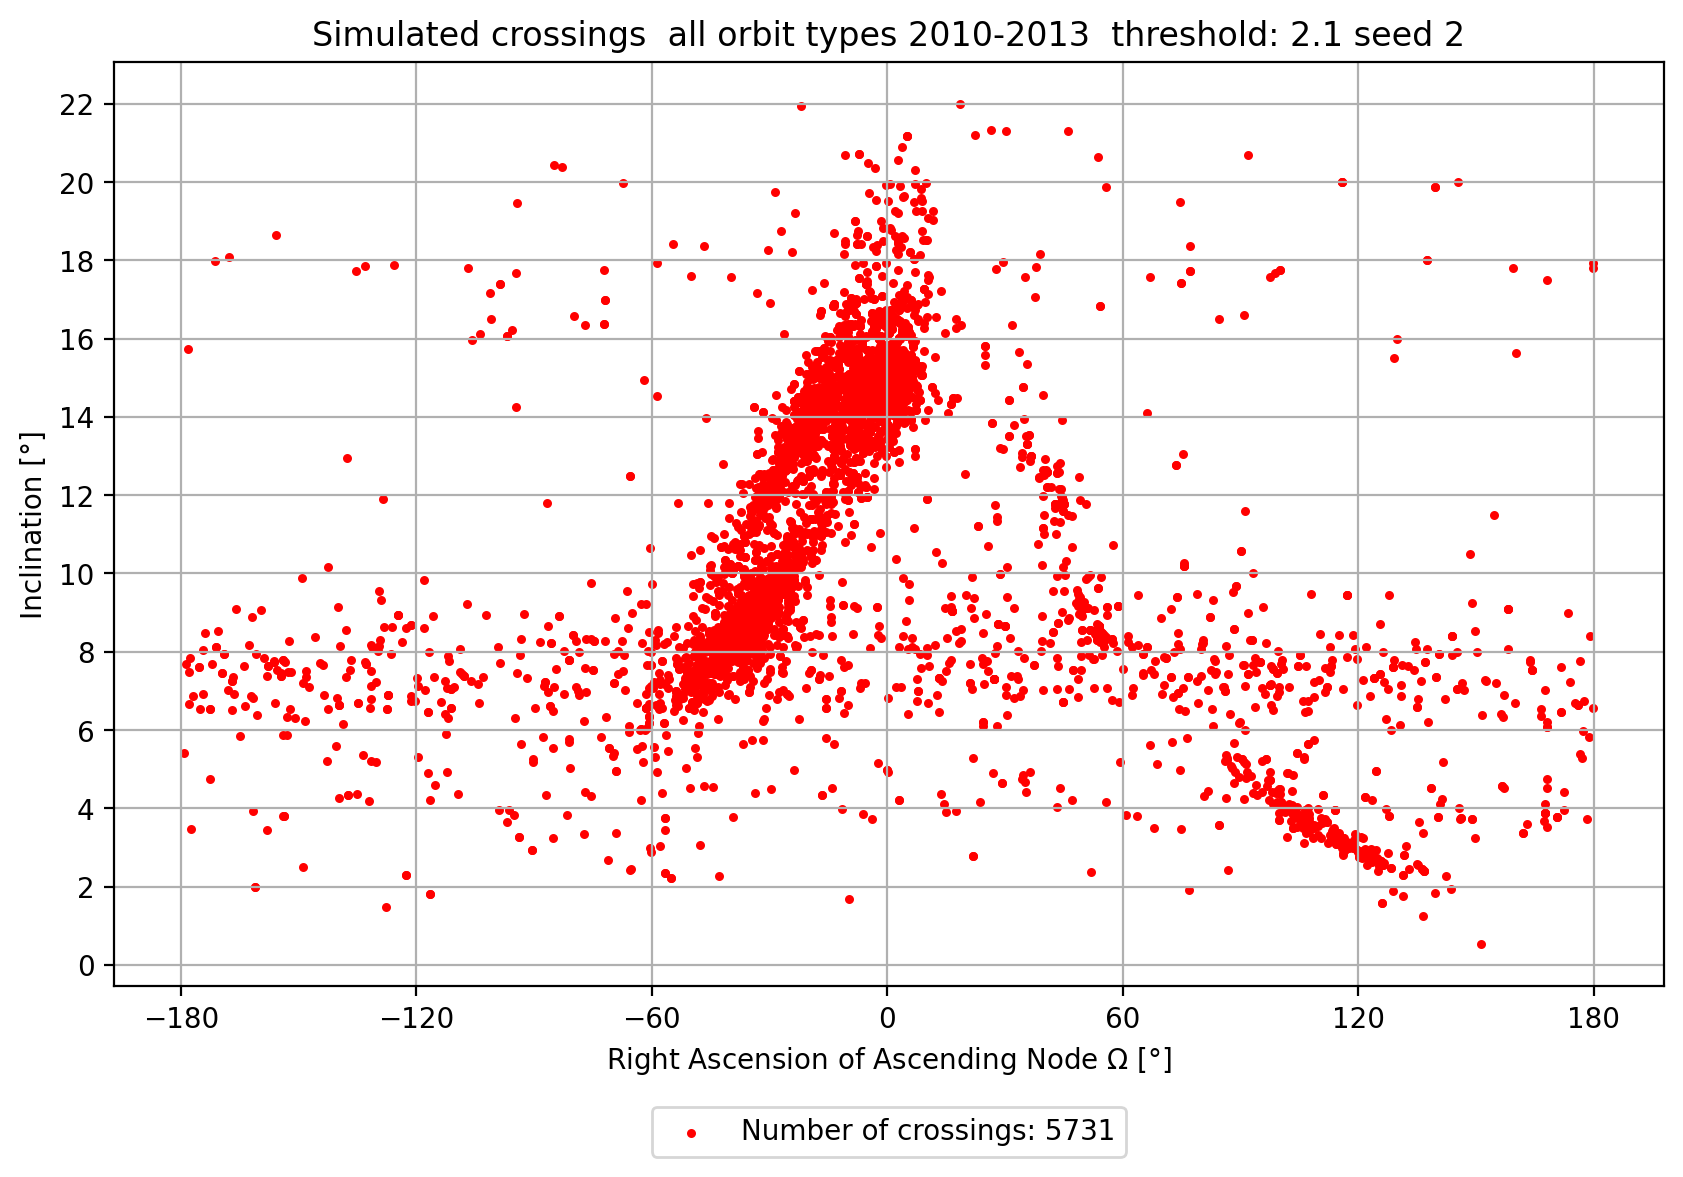 Simulated crossings  all orbit types 2010-2013  threshold: 2.1 seed 2
Inclination [°]
22
20
18
16
14
12
10
8
6
4
2
0
−180 −120 −60 0 60 120 180
Right Ascension of Ascending Node Ω [°]
Number of crossings: 5731